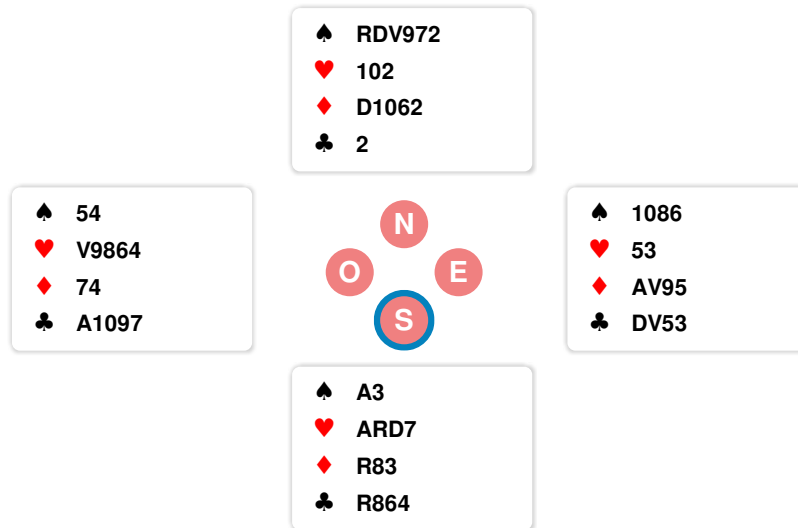 ♠ RDV972
♥ 102
♦ D1062
♣ 2
♠ 54
♥ V9864
♦ 74
♣ A1097
N
O E
S
♠ 1086
♥ 53
♦ AV95
♣ DV53
♠ A3
♥ ARD7
♦ R83
♣ R864